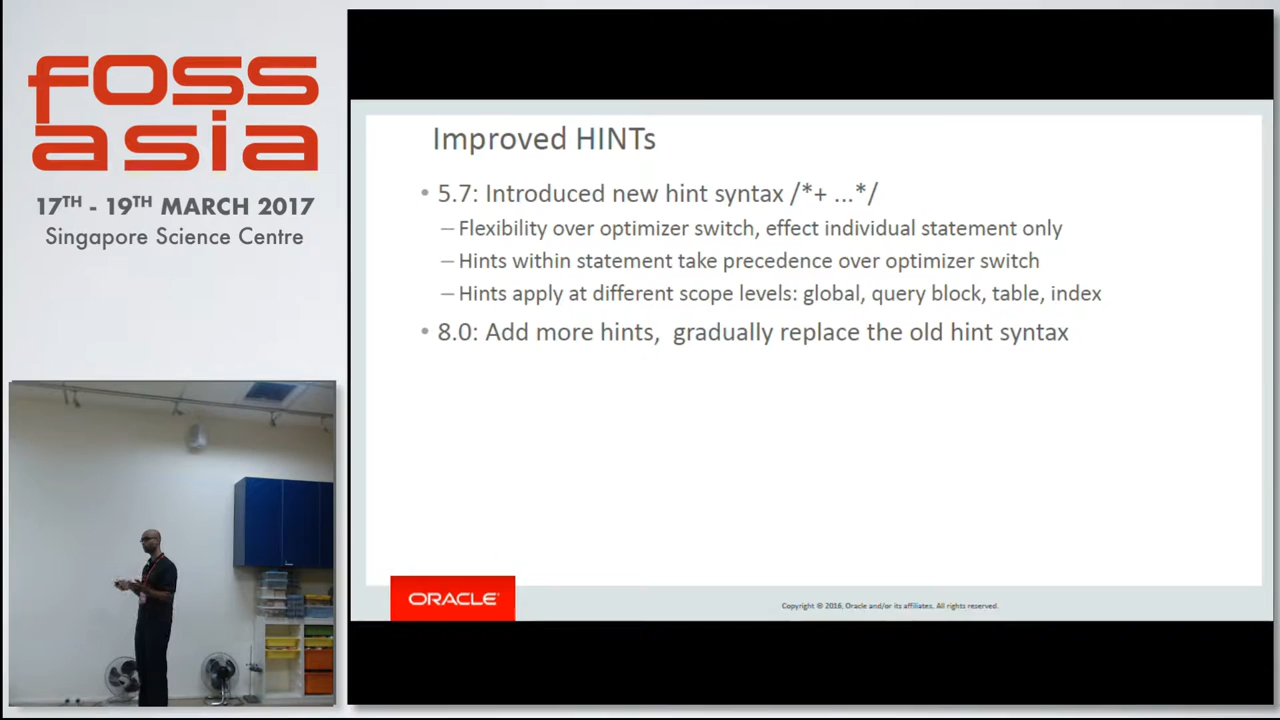 foss
asia
17TH - 19TH MARCH 2017
Singapore Science Centre
Improved HINTs
• 5.7: Introduced new hint syntax /*+ ...*/
– Flexibility over optimizer switch, effect individual statement only
– Hints within statement take precedence over optimizer switch
– Hints apply at different scope levels: global, query block, table, index
• 8.0: Add more hints, gradually replace the old hint syntax
ORACLE®
Copyright © 2016, Oracle and/or its affiliates. All rights reserved.